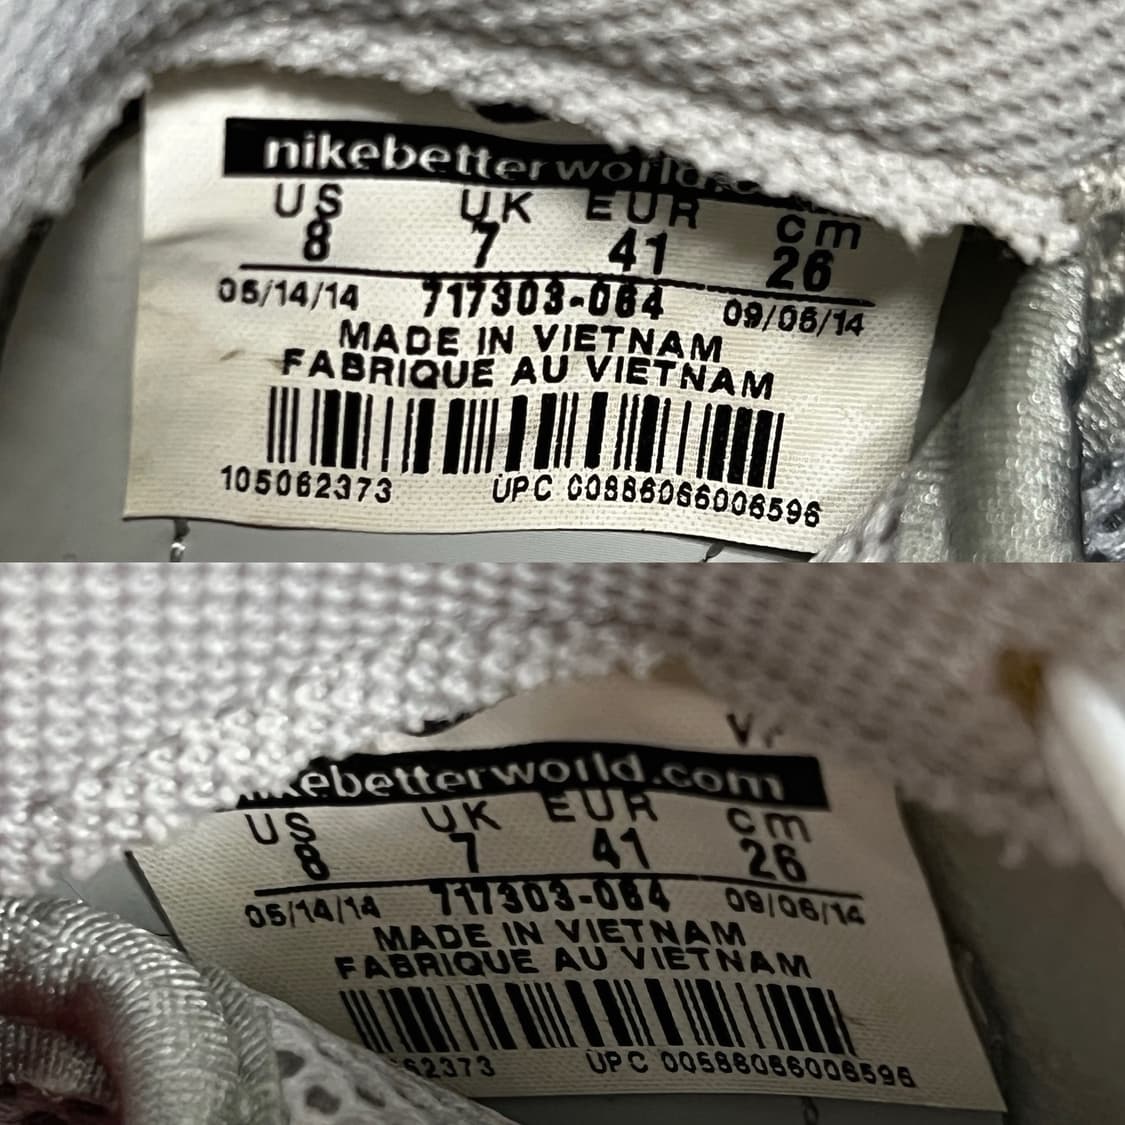 nikebetterworld.c
US UK EUR cm
8 7 41 26
05/14/14 717303-064 09/06/14
MADE IN VIETNAM
FABRIQUE AU VIETNAM
105062373 UPC 00886066006596
kebetterworld.com
US UK EUR cm
8 7 41 26
05/14/14 717303-064 09/06/14
MADE IN VIETNAM
FABRIQUE AU VIETNAM
62373 UPC 00886066006596